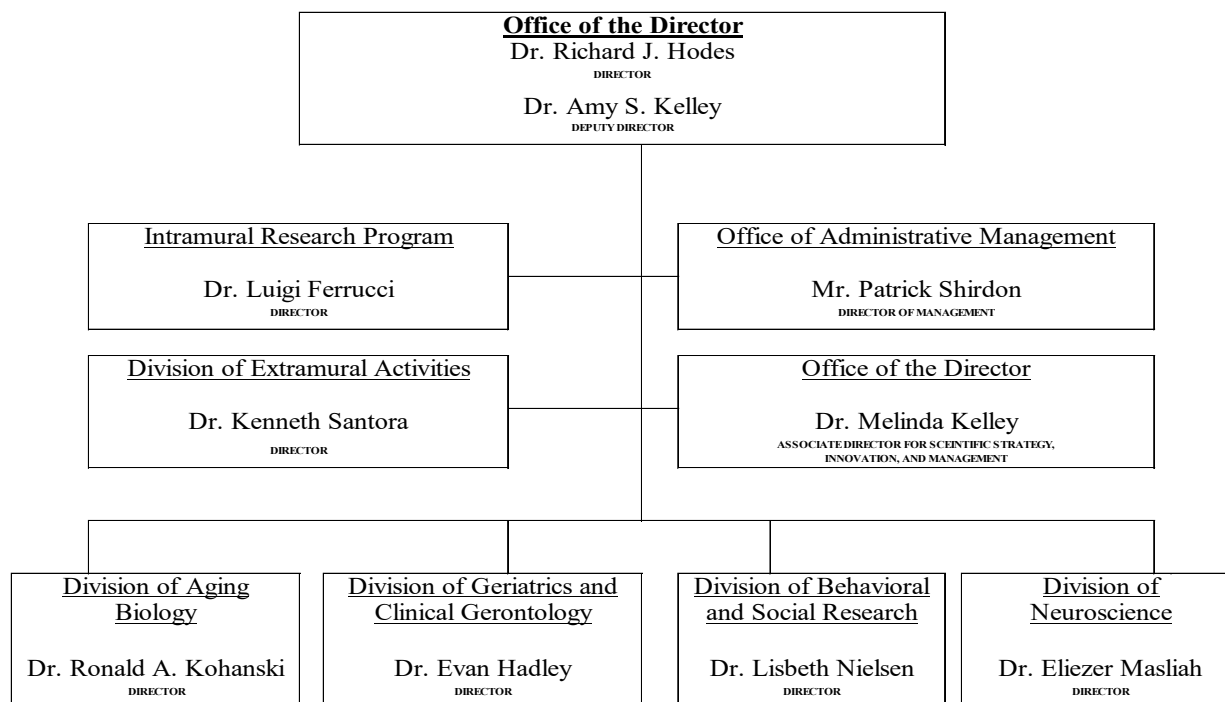 Office of the Director
Dr. Richard J. Hodes
DIRECTOR
Dr. Amy S. Kelley
DEPUTY DIRECTOR
Intramural Research Program
Dr. Luigi Ferrucci
DIRECTOR
Office of Administrative Management
Mr. Patrick Shirdon
DIRECTOR OF MANAGEMENT
Division of Extramural Activities
Dr. Kenneth Santora
DIRECTOR
Office of the Director
Dr. Melinda Kelley
ASSOCIATE DIRECTOR FOR SCEINTIFIC STRATEGY,
INNOVATION, AND MANAGEMENT
Division of Aging
Biology
Dr. Ronald A. Kohanski
DIRECTOR
Division of Geriatrics and
Clinical Gerontology
Dr. Evan Hadley
DIRECTOR
Division of Behavioral
and Social Research
Dr. Lisbeth Nielsen
DIRECTOR
Division of
Neuroscience
Dr. Eliezer Masliah
DIRECTOR